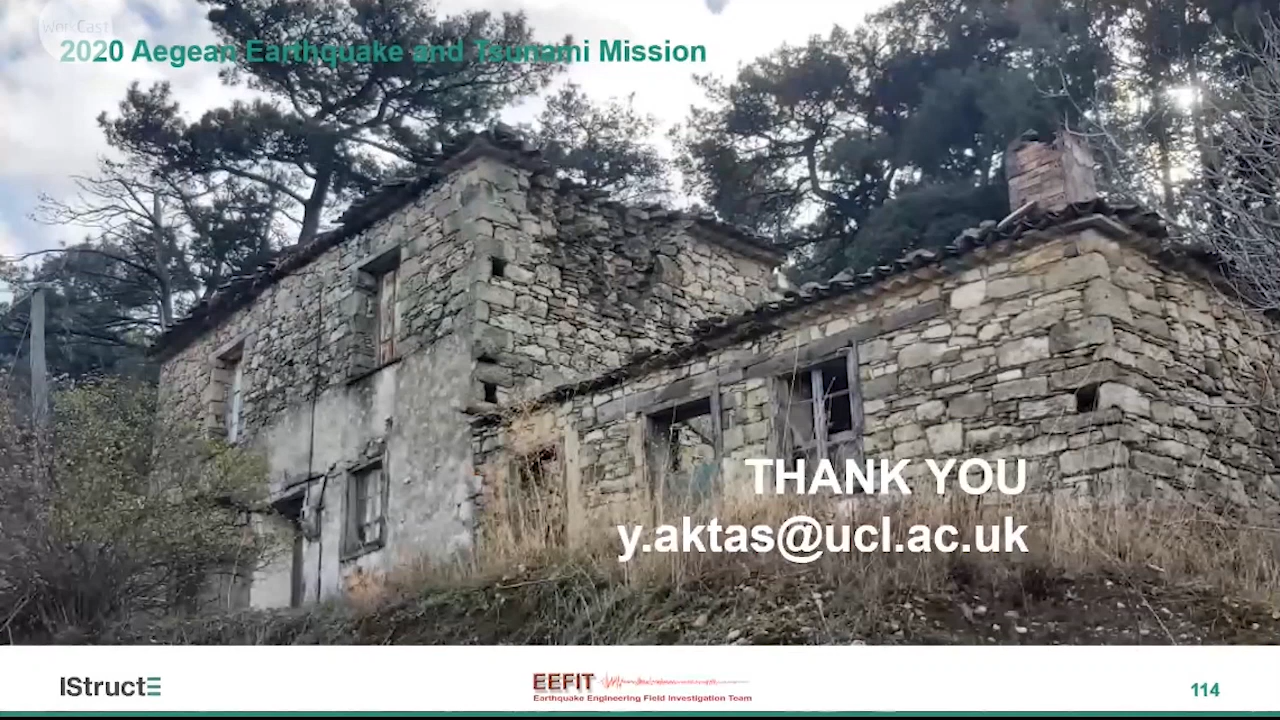 workCast
2020 Aegean Earthquake and Tsunami Mission
THANK YOU
y.aktas@ucl.ac.uk
IStructE
EEFIT
Earthquake Engineering Field Investigation Team
114